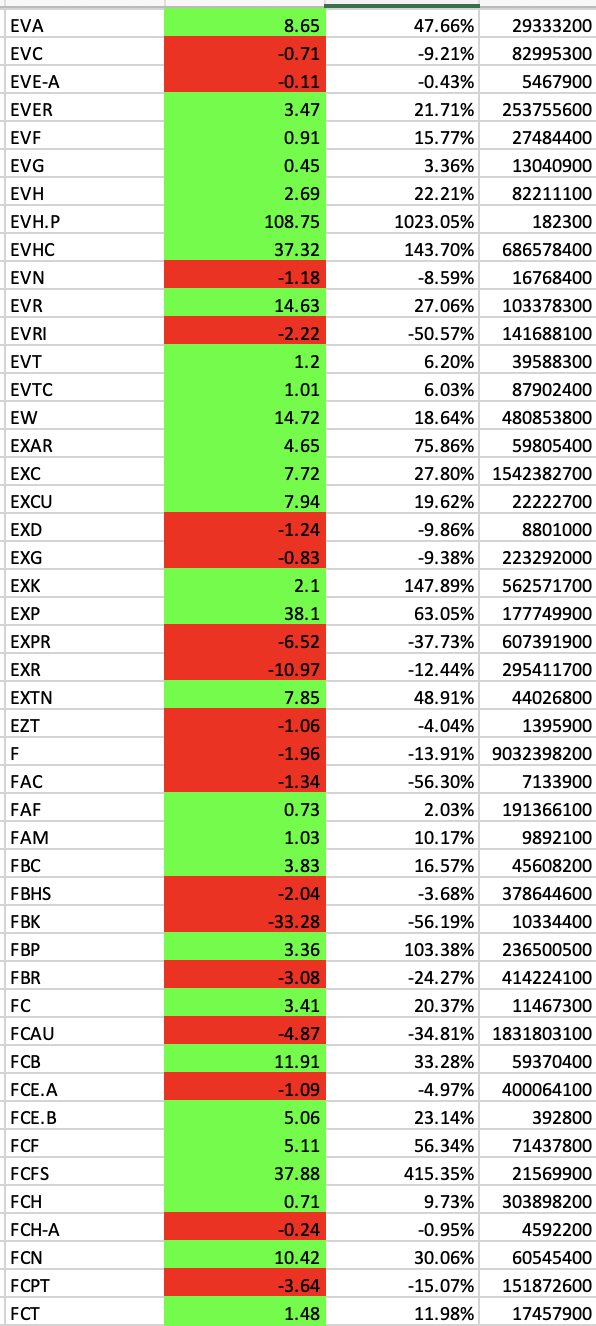 EVA 8.65 47.66% 29333200
EVC -0.71 -9.21% 82995300
EVE-A -0.11 -0.43% 5467900
EVER 3.47 21.71% 253755600
EVF 0.91 15.77% 27484400
EVG 0.45 3.36% 13040900
EVH 2.69 22.21% 82211100
EVH.P 108.75 1023.05% 182300
EVHC 37.32 143.70% 686578400
EVN -1.18 -8.59% 16768400
EVR 14.63 27.06% 103378300
EVRI -2.22 -50.57% 141688100
EVT 1.2 6.20% 39588300
EVTC 1.01 6.03% 87902400
EW 14.72 18.64% 480853800
EXAR 4.65 75.86% 59805400
EXC 7.72 27.80% 1542382700
EXCU 7.94 19.62% 22222700
EXD -1.24 -9.86% 8801000
EXG -0.83 -9.38% 223292000
EXK 2.1 147.89% 562571700
EXP 38.1 63.05% 177749900
EXPR -6.52 -37.73% 607391900
EXR -10.97 -12.44% 295411700
EXTN 7.85 48.91% 44026800
EZT -1.06 -4.04% 1395900
F -1.96 -13.91% 9032398200
FAC -1.34 -56.30% 7133900
FAF 0.73 2.03% 191366100
FAM 1.03 10.17% 9892100
FBC 3.83 16.57% 45608200
FBHS -2.04 -3.68% 378644600
FBK -33.28 -56.19% 10334400
FBP 3.36 103.38% 236500500
FBR -3.08 -24.27% 414224100
FC 3.41 20.37% 11467300
FCAU -4.87 -34.81% 1831803100
FCB 11.91 33.28% 59370400
FCE.A -1.09 -4.97% 400064100
FCE.B 5.06 23.14% 392800
FCF 5.11 56.34% 71437800
FCFS 37.88 415.35% 21569900
FCH 0.71 9.73% 303898200
FCH-A -0.24 -0.95% 4592200
FCN 10.42 30.06% 60545400
FCPT -3.64 -15.07% 151872600
FCT 1.48 11.98% 17457900